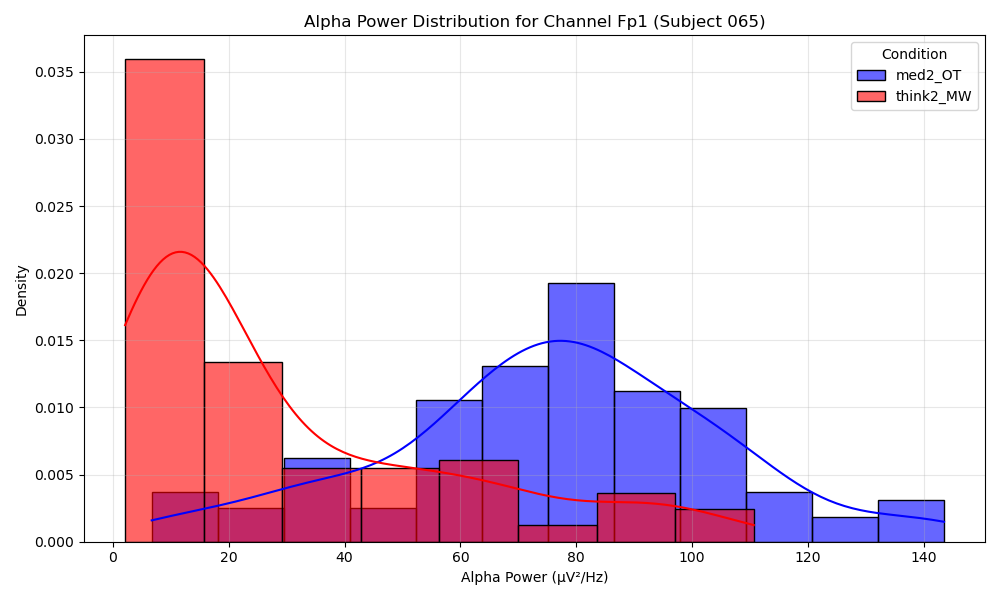 Alpha Power Distribution for Channel Fp1 (Subject 065)
Condition
med2_OT
think2_MW
Density
0.035
0.030
0.025
0.020
0.015
0.010
0.005
0.000
0 20 40 60 80 100 120 140
Alpha Power (μV²/Hz)